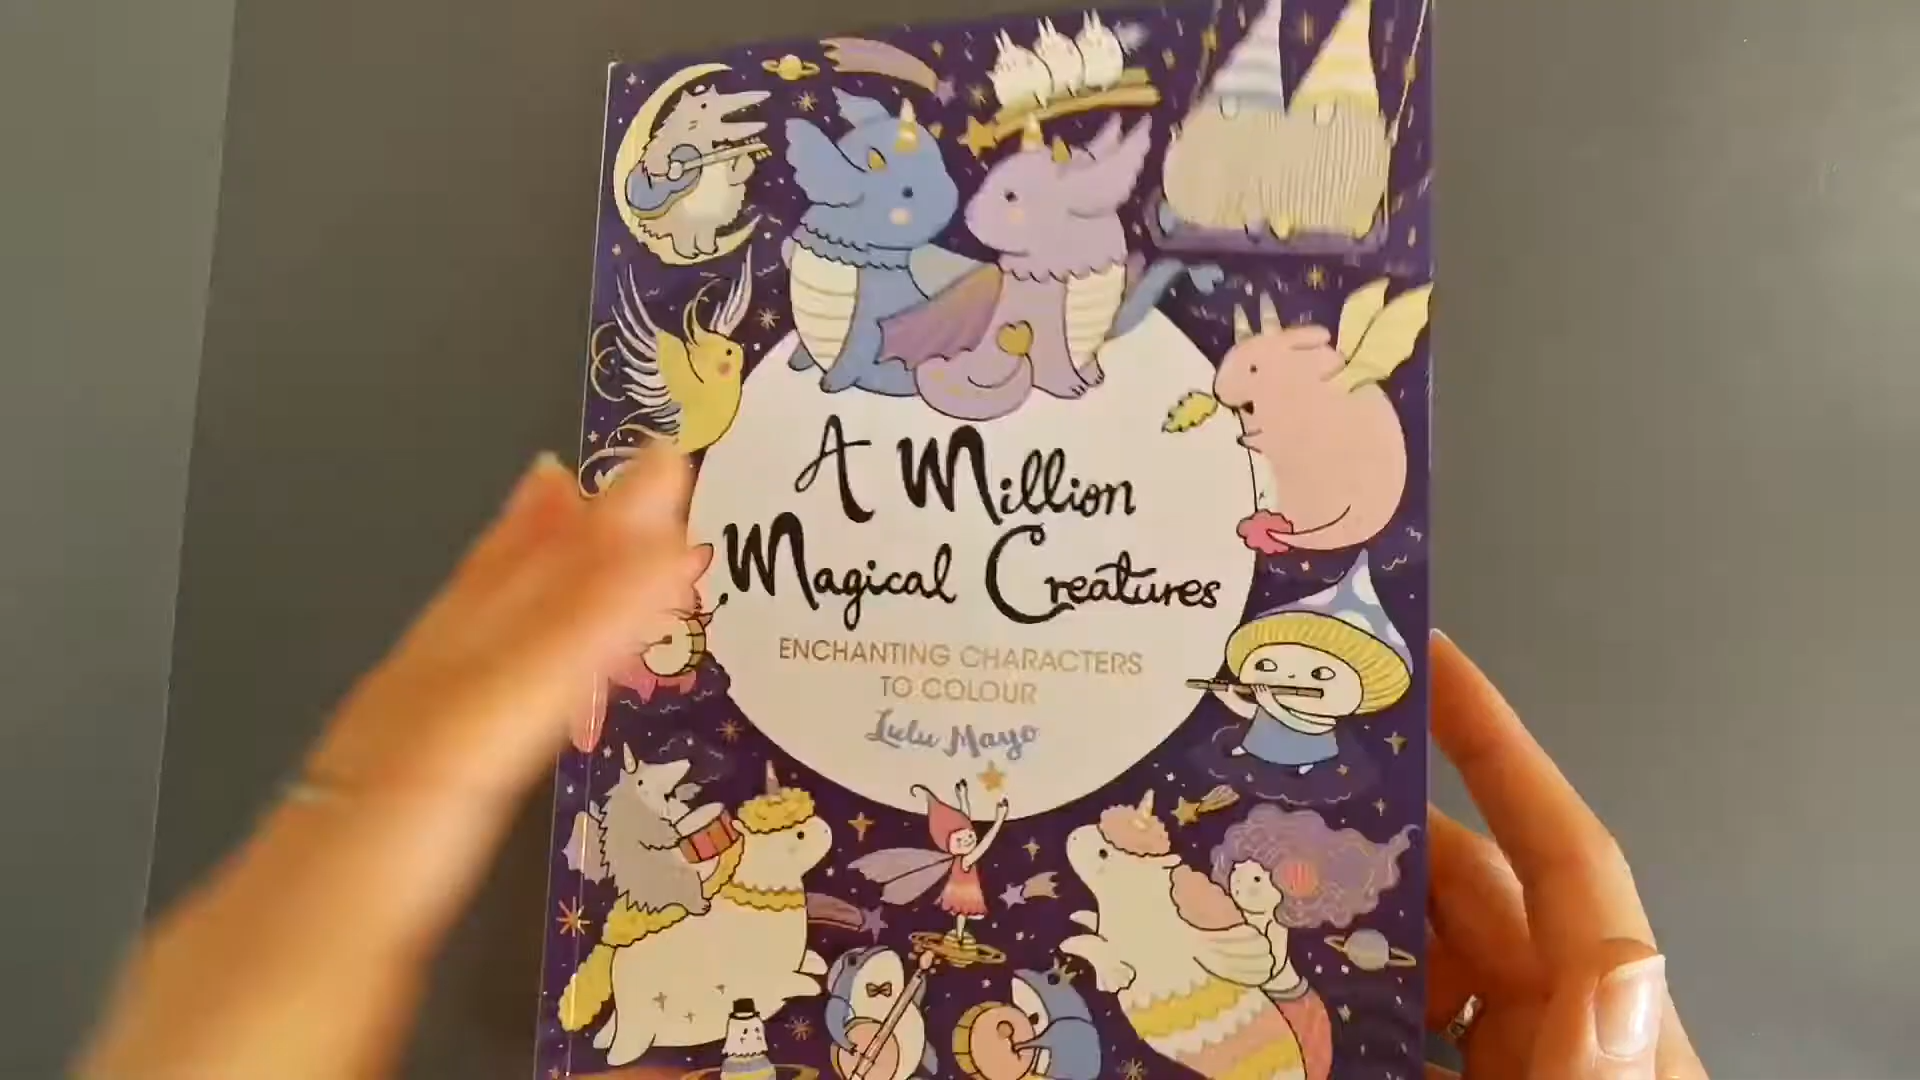 A Million
Magical Creatures
ENCHANTING CHARACTERS
TO COLOUR
Lulu Mayo